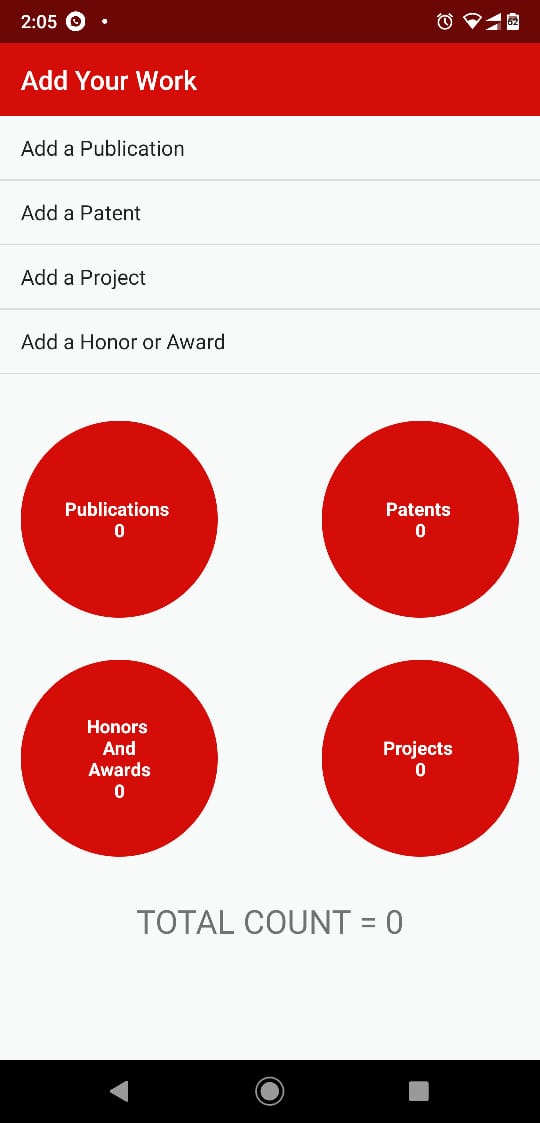 2:05
62
Add Your Work
Add a Publication
Add a Patent
Add a Project
Add a Honor or Award
Publications
0
Patents
0
Honors
And
Awards
0
Projects
0
TOTAL COUNT = 0